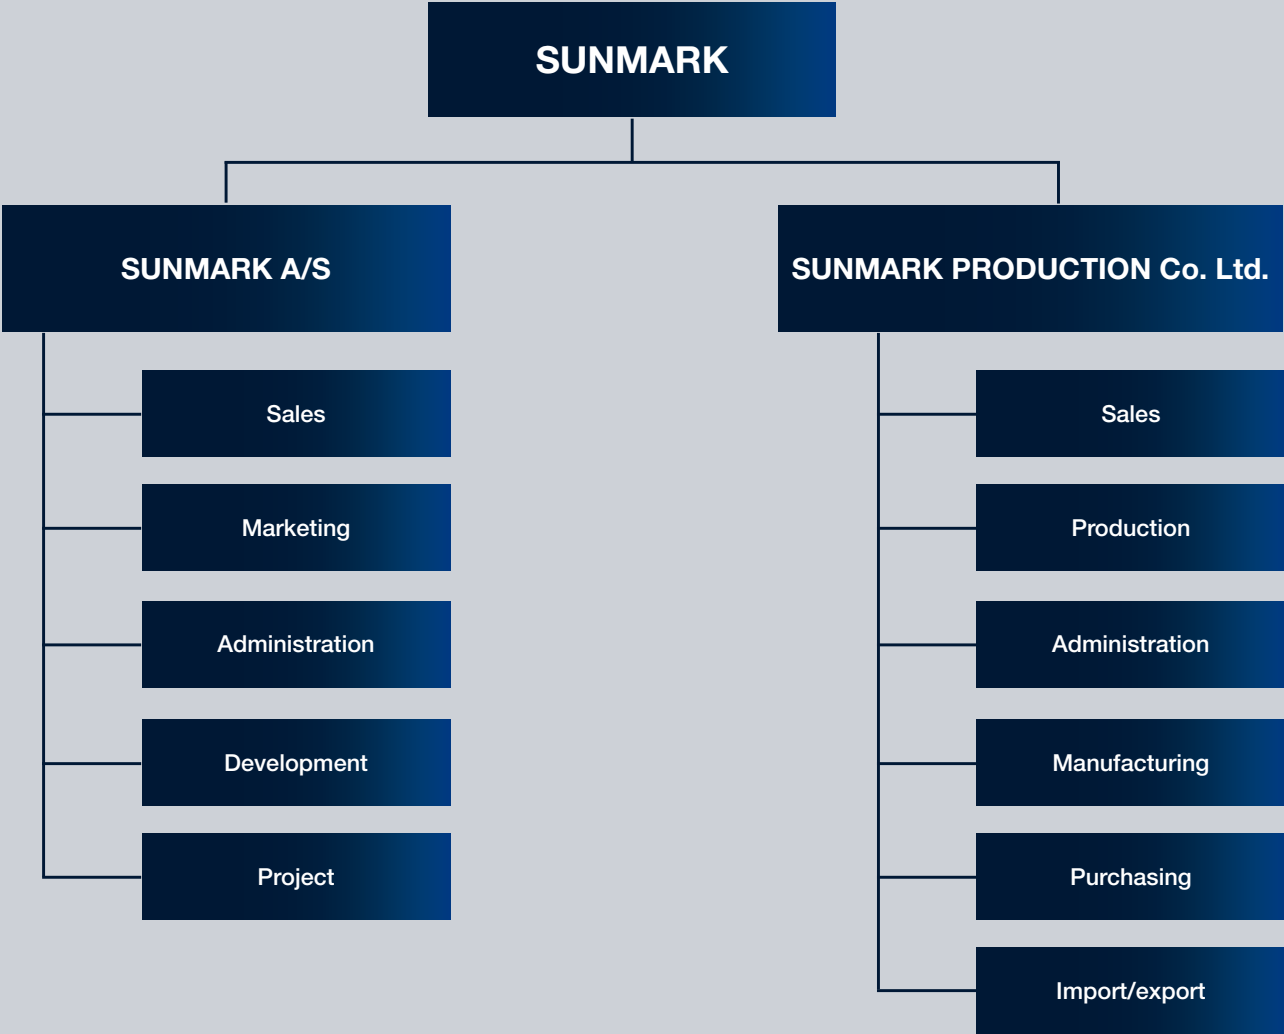 SUNMARK
SUNMARK A/S
Sales
Marketing
Administration
Development
Project
SUNMARK PRODUCTION Co. Ltd.
Sales
Production
Administration
Manufacturing
Purchasing
Import/export